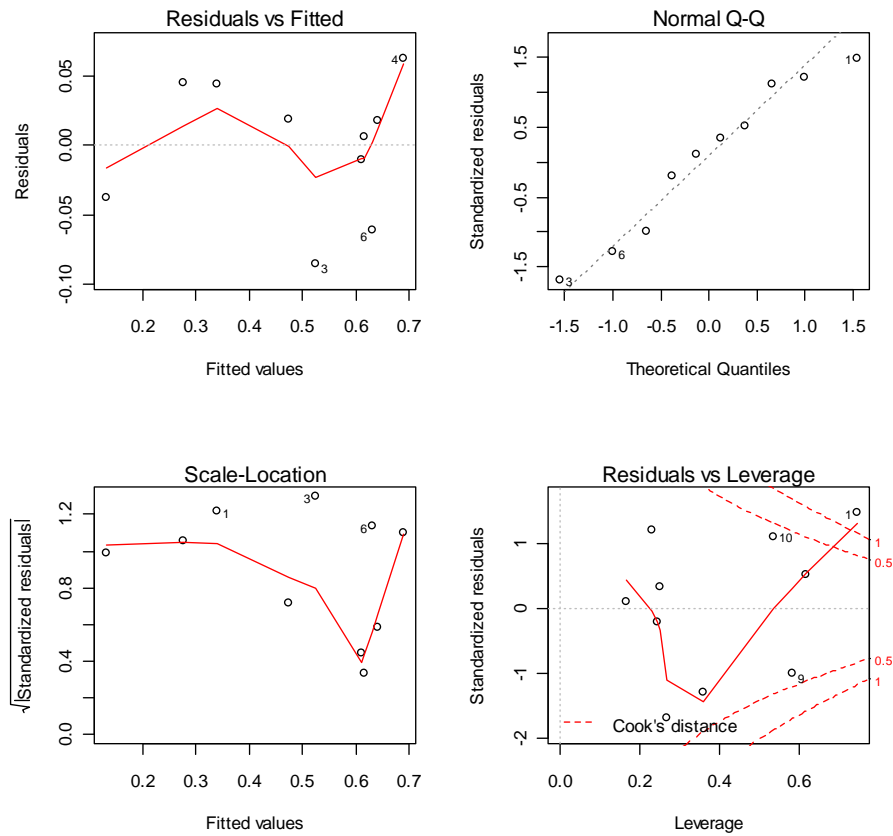 Residuals vs Fitted
Residuals
0.05
0.00
-0.05
-0.10
4
6
3
0.2 0.3 0.4 0.5 0.6 0.7
Fitted values
Normal Q-Q
Standardized residuals
1.5
0.5
-0.5
-1.5
1
6
3
-1.5 -1.0 -0.5 0.0 0.5 1.0 1.5
Theoretical Quantiles
Scale-Location
√|Standardized residuals|
1.2
0.8
0.4
0.0
1
3
6
0.2 0.3 0.4 0.5 0.6 0.7
Fitted values
Residuals vs Leverage
Standardized residuals
1
0
-1
-2
1
10
9
1
0.5
0.5
1
Cook's distance
0.0 0.2 0.4 0.6
Leverage